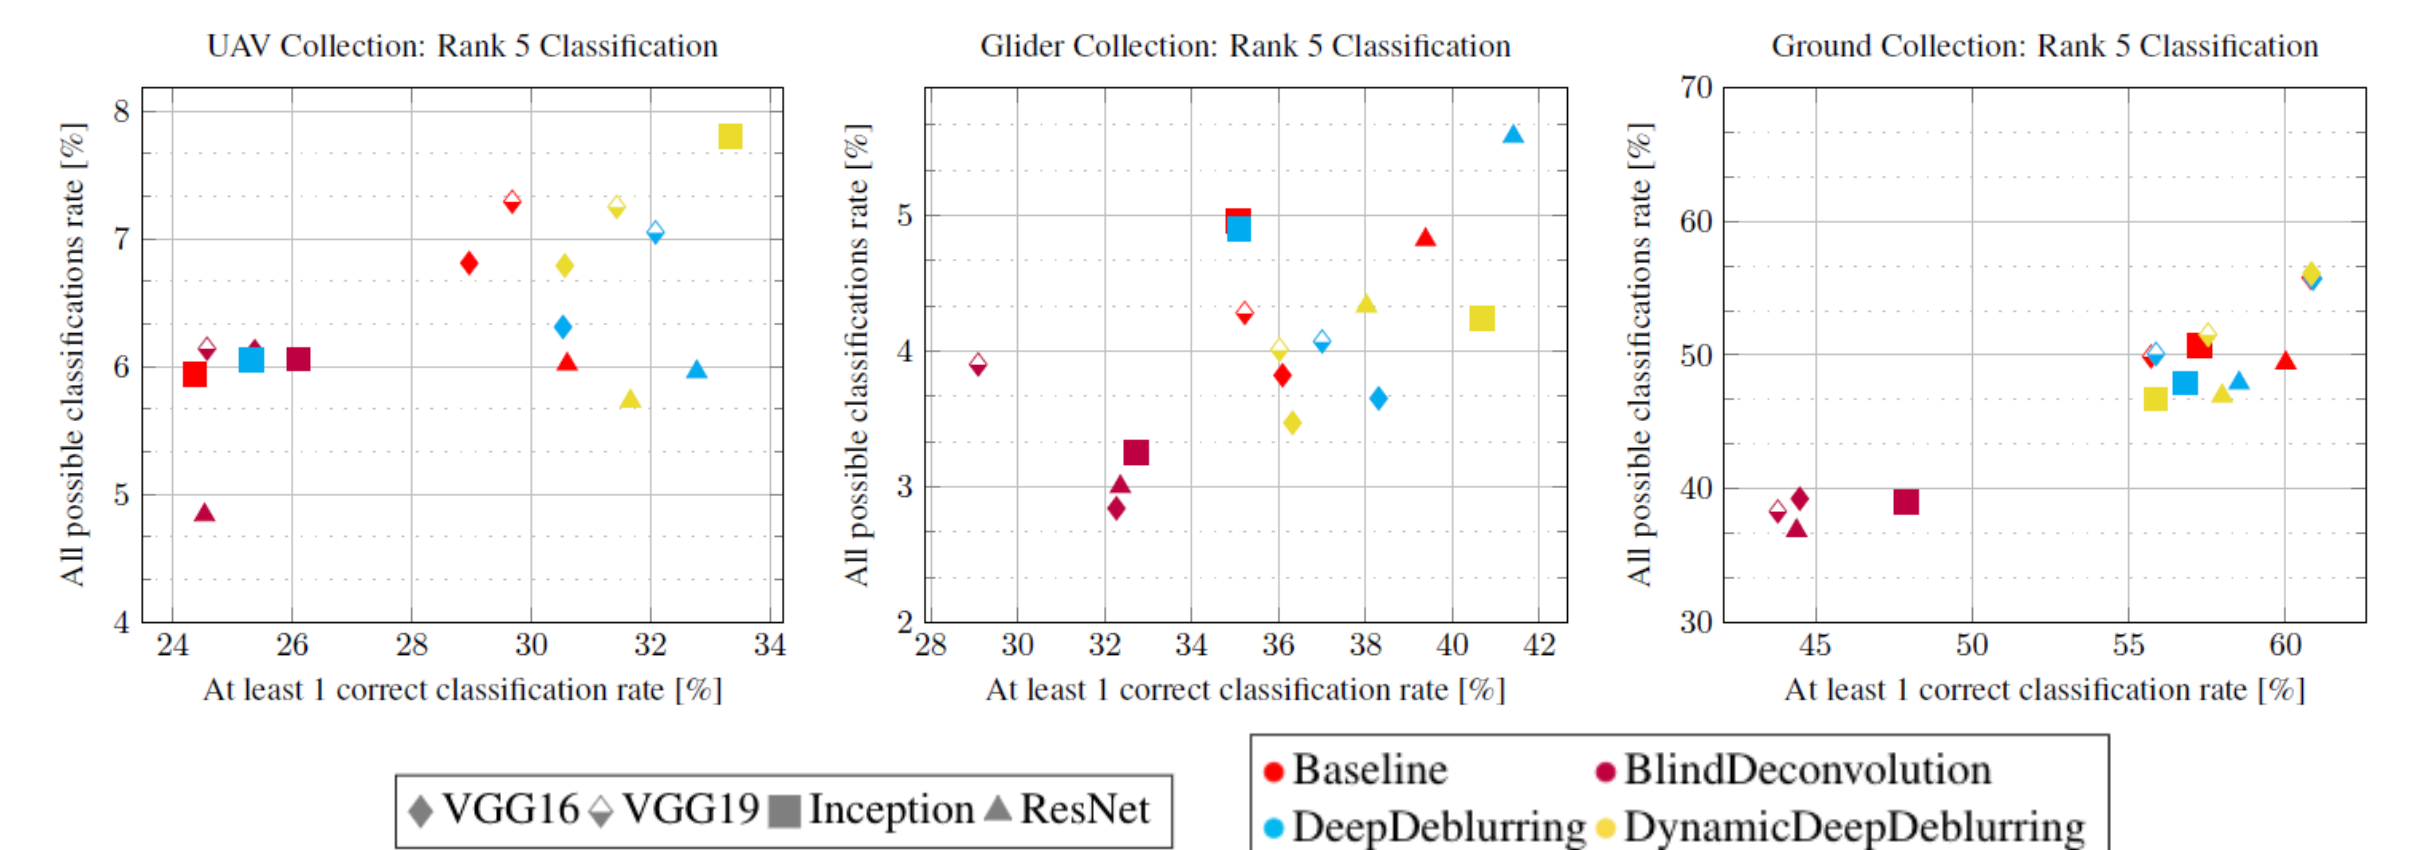 UAV Collection: Rank 5 Classification
All possible classifications rate [%]
8
7
6
5
4
24 26 28 30 32 34
At least 1 correct classification rate [%]
Glider Collection: Rank 5 Classification
All possible classifications rate [%]
5
4
3
2
28 30 32 34 36 38 40 42
At least 1 correct classification rate [%]
Ground Collection: Rank 5 Classification
All possible classifications rate [%]
70
60
50
40
30
45 50 55 60
At least 1 correct classification rate [%]
VGG16 VGG19 Inception ResNet
Baseline BlindDeconvolution
DeepDeblurring DynamicDeepDeblurring